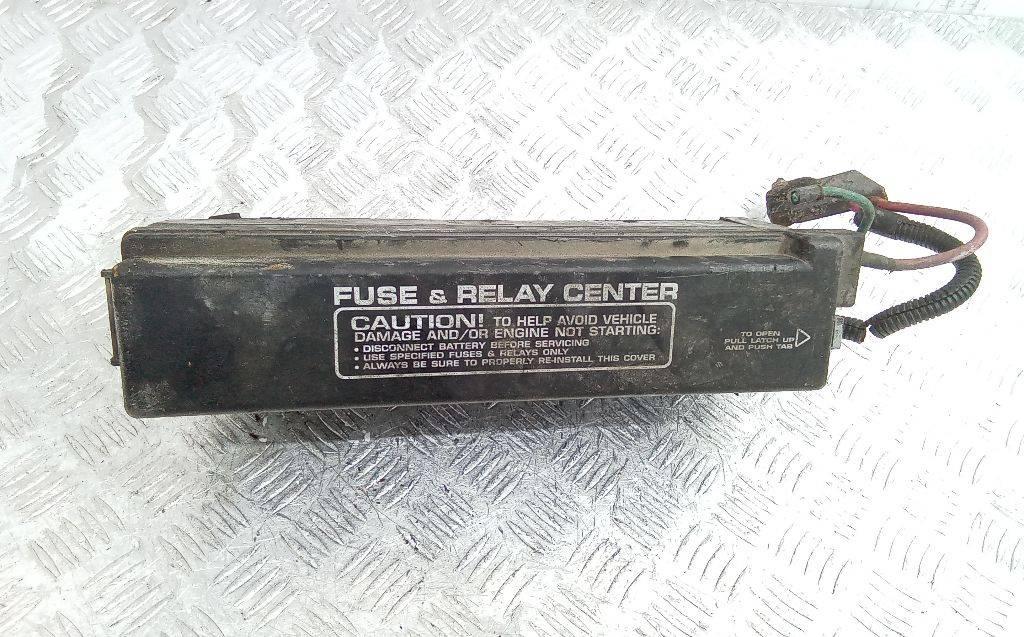 FUSE & RELAY CENTER
CAUTION! TO HELP AVOID VEHICLE
DAMAGE AND/OR ENGINE NOT STARTING:
• DISCONNECT BATTERY BEFORE SERVICING
• USE SPECIFIED FUSES & RELAYS ONLY
• ALWAYS BE SURE TO PROPERLY RE-INSTALL THIS COVER
TO OPEN
PULL LATCH UP
AND PUSH TAB